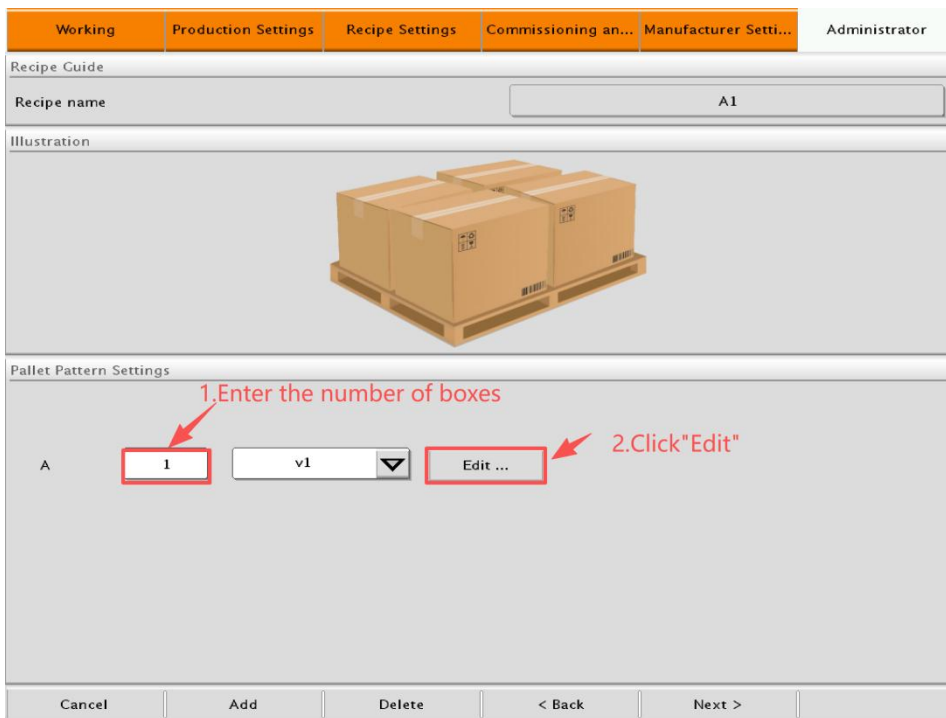 Working Production Settings Recipe Settings Commissioning an... Manufacturer Setti... Administrator
Recipe Guide
Recipe name A1
Illustration
Pallet Pattern Settings
1.Enter the number of boxes
2.Click"Edit"
A 1 v1 Edit ...
Cancel Add Delete < Back Next >